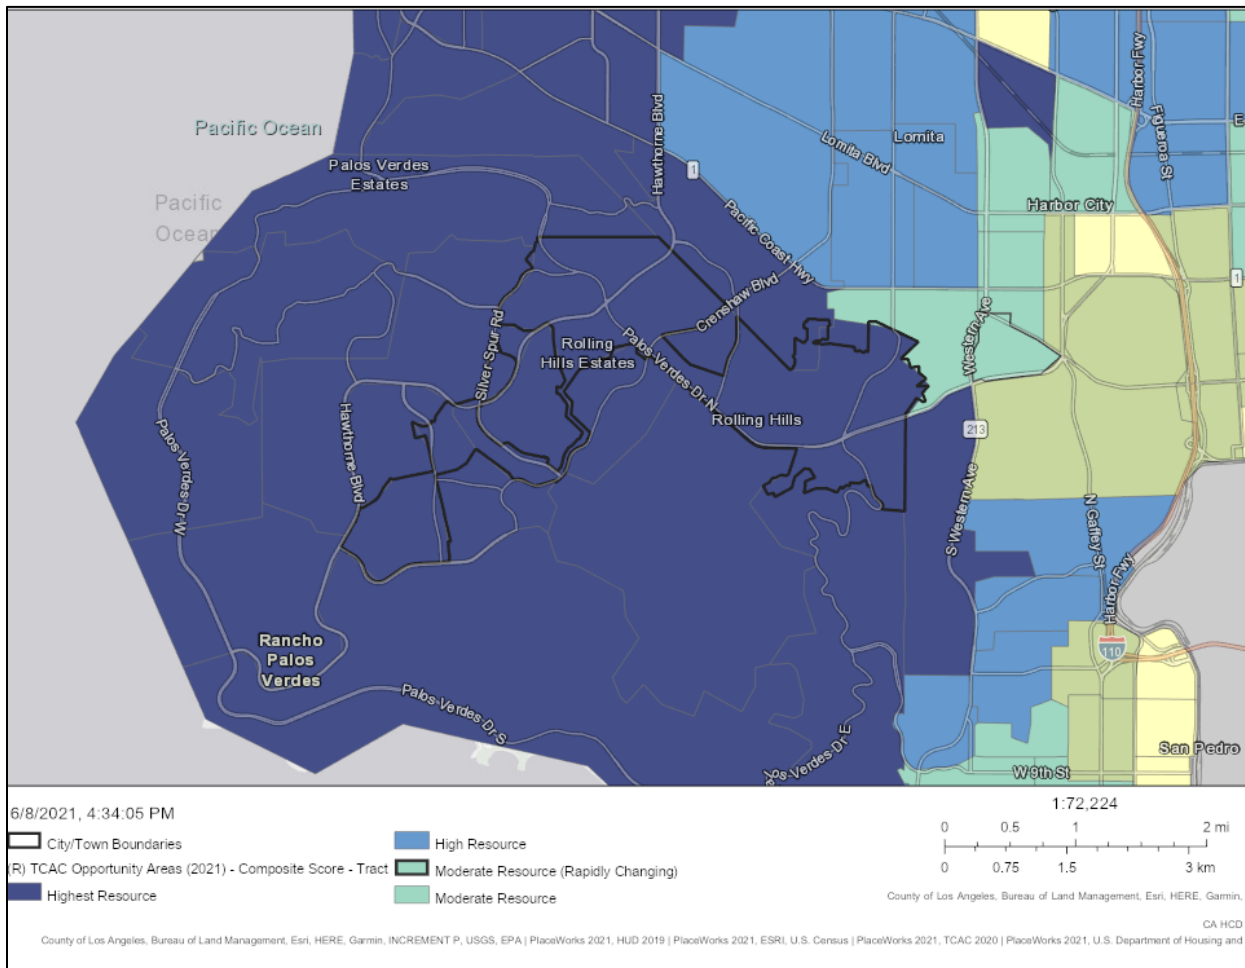 Pacific Ocean
Palos Verdes
Estates
Pacific
Ocean
Hawthorne Blvd
1
Lomita Blvd
Lomita
Harbor Fwy
Figueroa St
E
Harbor City
Pacific Coast Hwy
Crenshaw Blvd
1
Silver Spur Rd
Rolling
Hills Estates
Palos Verdes Dr N
Western Ave
Rolling Hills
213
Hawthorne Blvd
Palos Verdes Dr W
S Western Ave
N Gaffey St
Harbor Fwy
110
Rancho
Palos
Verdes
Palos Verdes Dr S
los Verdes Dr E
San Pedro
W 9th St
6/8/2021, 4:34:05 PM
City/Town Boundaries
(R) TCAC Opportunity Areas (2021) - Composite Score - Tract
Highest Resource
High Resource
Moderate Resource (Rapidly Changing)
Moderate Resource
1:72,224
0 0.5 1 2 mi
0 0.75 1.5 3 km
County of Los Angeles, Bureau of Land Management, Esri, HERE, Garmin,
CA HCD
County of Los Angeles, Bureau of Land Management, Esri, HERE, Garmin, INCREMENT P, USGS, EPA | PlaceWorks 2021, HUD 2019 | PlaceWorks 2021, ESRI, U.S. Census | PlaceWorks 2021, TCAC 2020 | PlaceWorks 2021, U.S. Department of Housing and